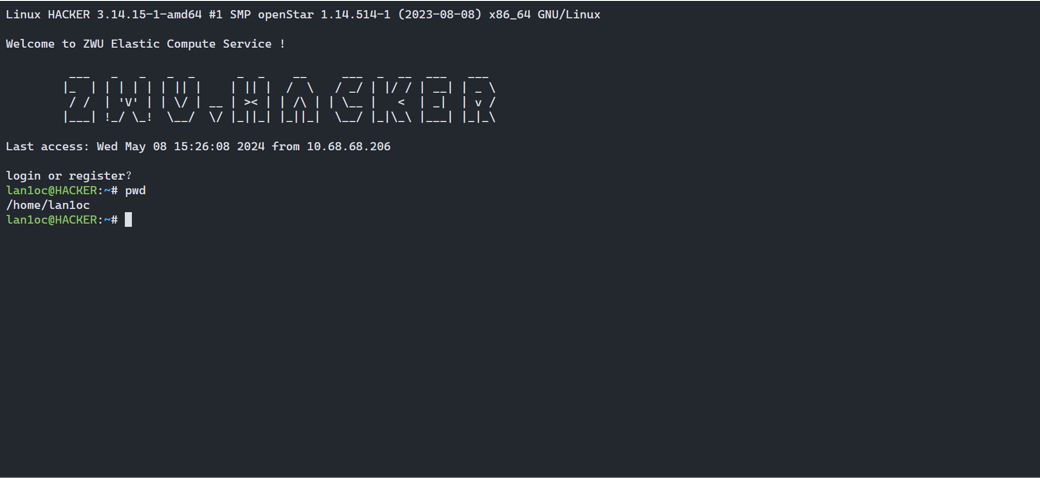 Linux HACKER 3.14.15-1-amd64 #1 SMP openStar 1.14.514-1 (2023-08-08) x86_64 GNU/Linux
Welcome to ZWU Elastic Compute Service !
ZWU.HACKER
Last access: Wed May 08 15:26:08 2024 from 10.68.68.206
login or register?
lan1oc@HACKER:~# pwd
/home/lan1oc
lan1oc@HACKER:~#